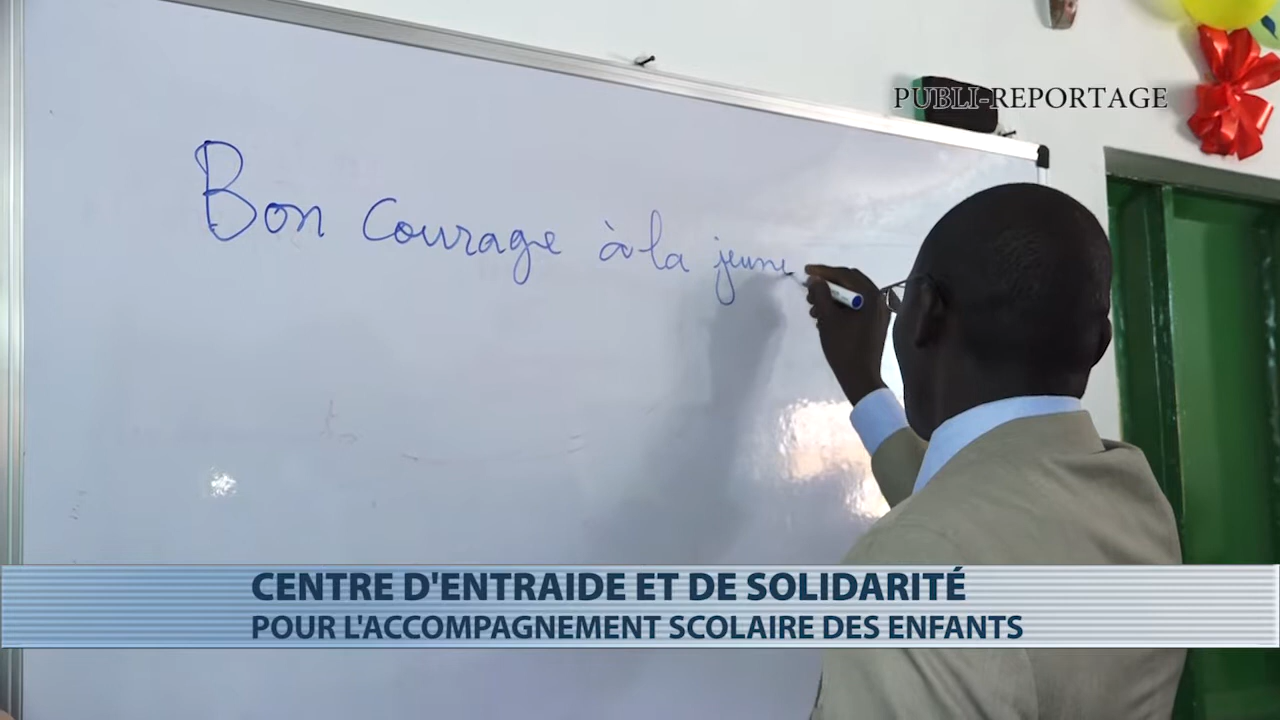 PUBLI-REPORTAGE
Bon courage à la jeune
CENTRE D'ENTRAIDE ET DE SOLIDARITÉ
POUR L'ACCOMPAGNEMENT SCOLAIRE DES ENFANTS